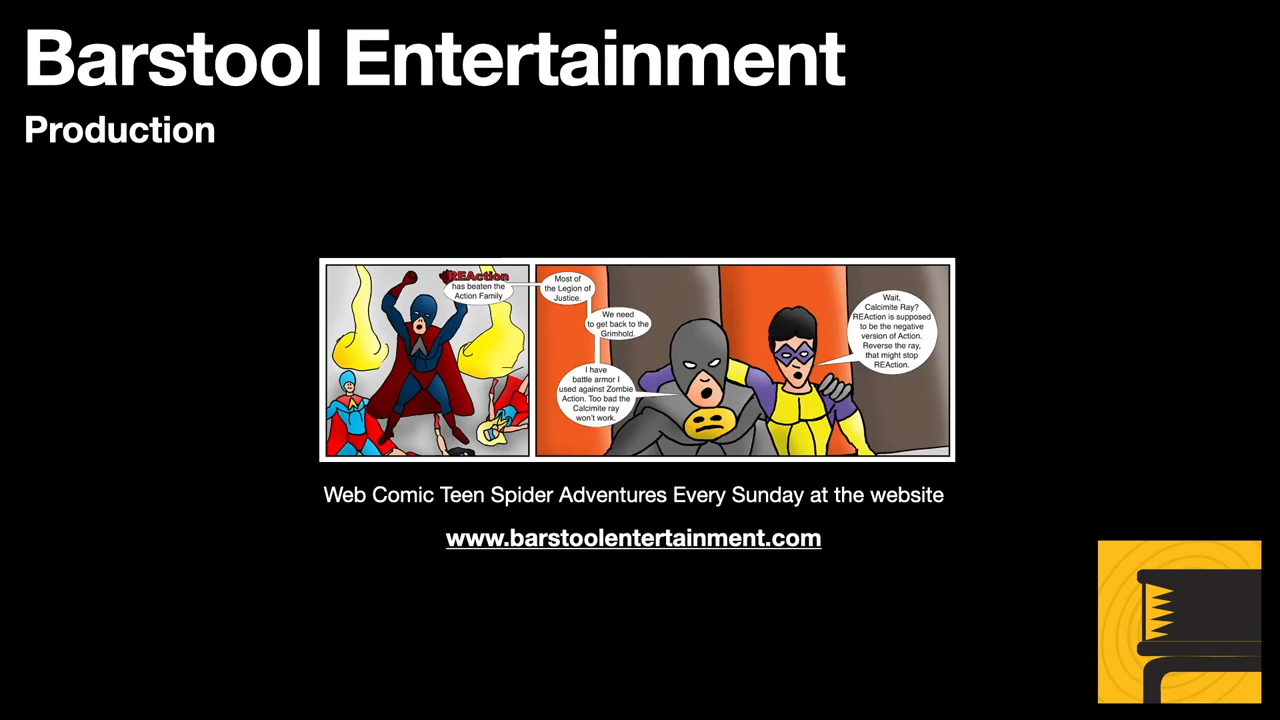 Barstool Entertainment
Production
REAction
has beaten the
Action Family
Most of
the Legion of
Justice.
We need
to get back to the
Grimhold.
I have
battle armor I
used against Zombie
Action. Too bad the
Calcimite ray
won't work.
Wait,
Calcimite Ray?
REAction is supposed
to be the negative
version of Action.
Reverse the ray,
that might stop
REAction.
Web Comic Teen Spider Adventures Every Sunday at the website
www.barstoolentertainment.com